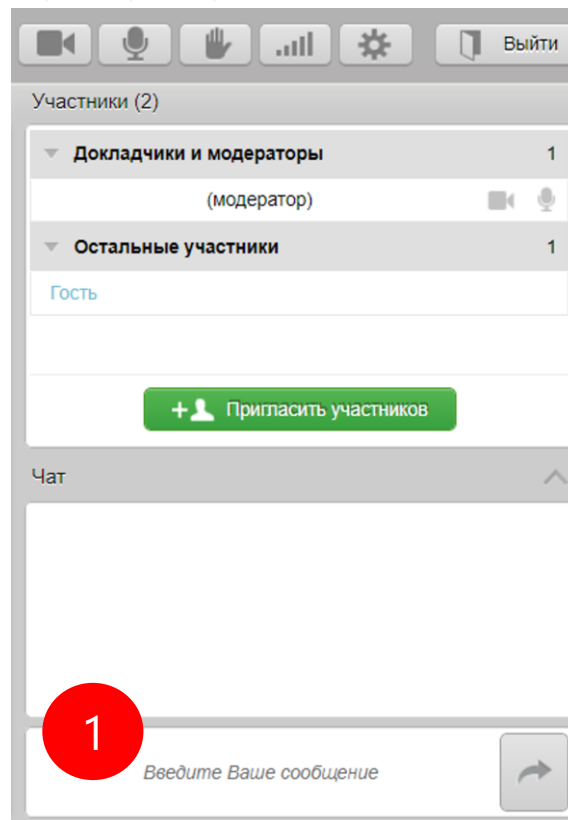 Выйти
Участники (2)
Докладчики и модераторы 1
(модератор)
Остальные участники 1
Гость
Пригласить участников
Чат
1
Введите Ваше сообщение